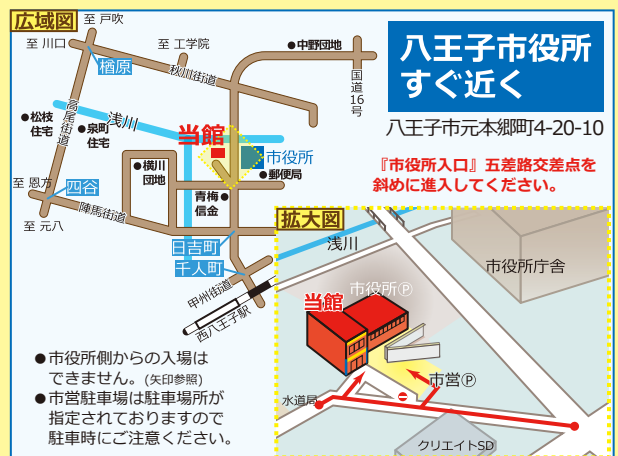 広域図
至 戸吹
至 川口
至 工学院
●中野団地
楢原
秋川街道
国道16号
高尾街道
●松枝
住宅
●泉町
住宅
浅川
当館
市役所
●郵便局
●横川
団地
青梅●
信金
至 恩方
四谷
陣馬街道
至 元八
日吉町
千人町
甲州街道
西八王子駅
八王子市役所
すぐ近く
八王子市元本郷町4-20-10
『市役所入口』五差路交差点を
斜めに進入してください。
拡大図
浅川
市役所庁舎
市役所Ⓟ
当館
市営Ⓟ
水道局
クリエイトSD
●市役所側からの入場は
できません。(矢印参照)
●市営駐車場は駐車場所が
指定されておりますので
駐車時にご注意ください。